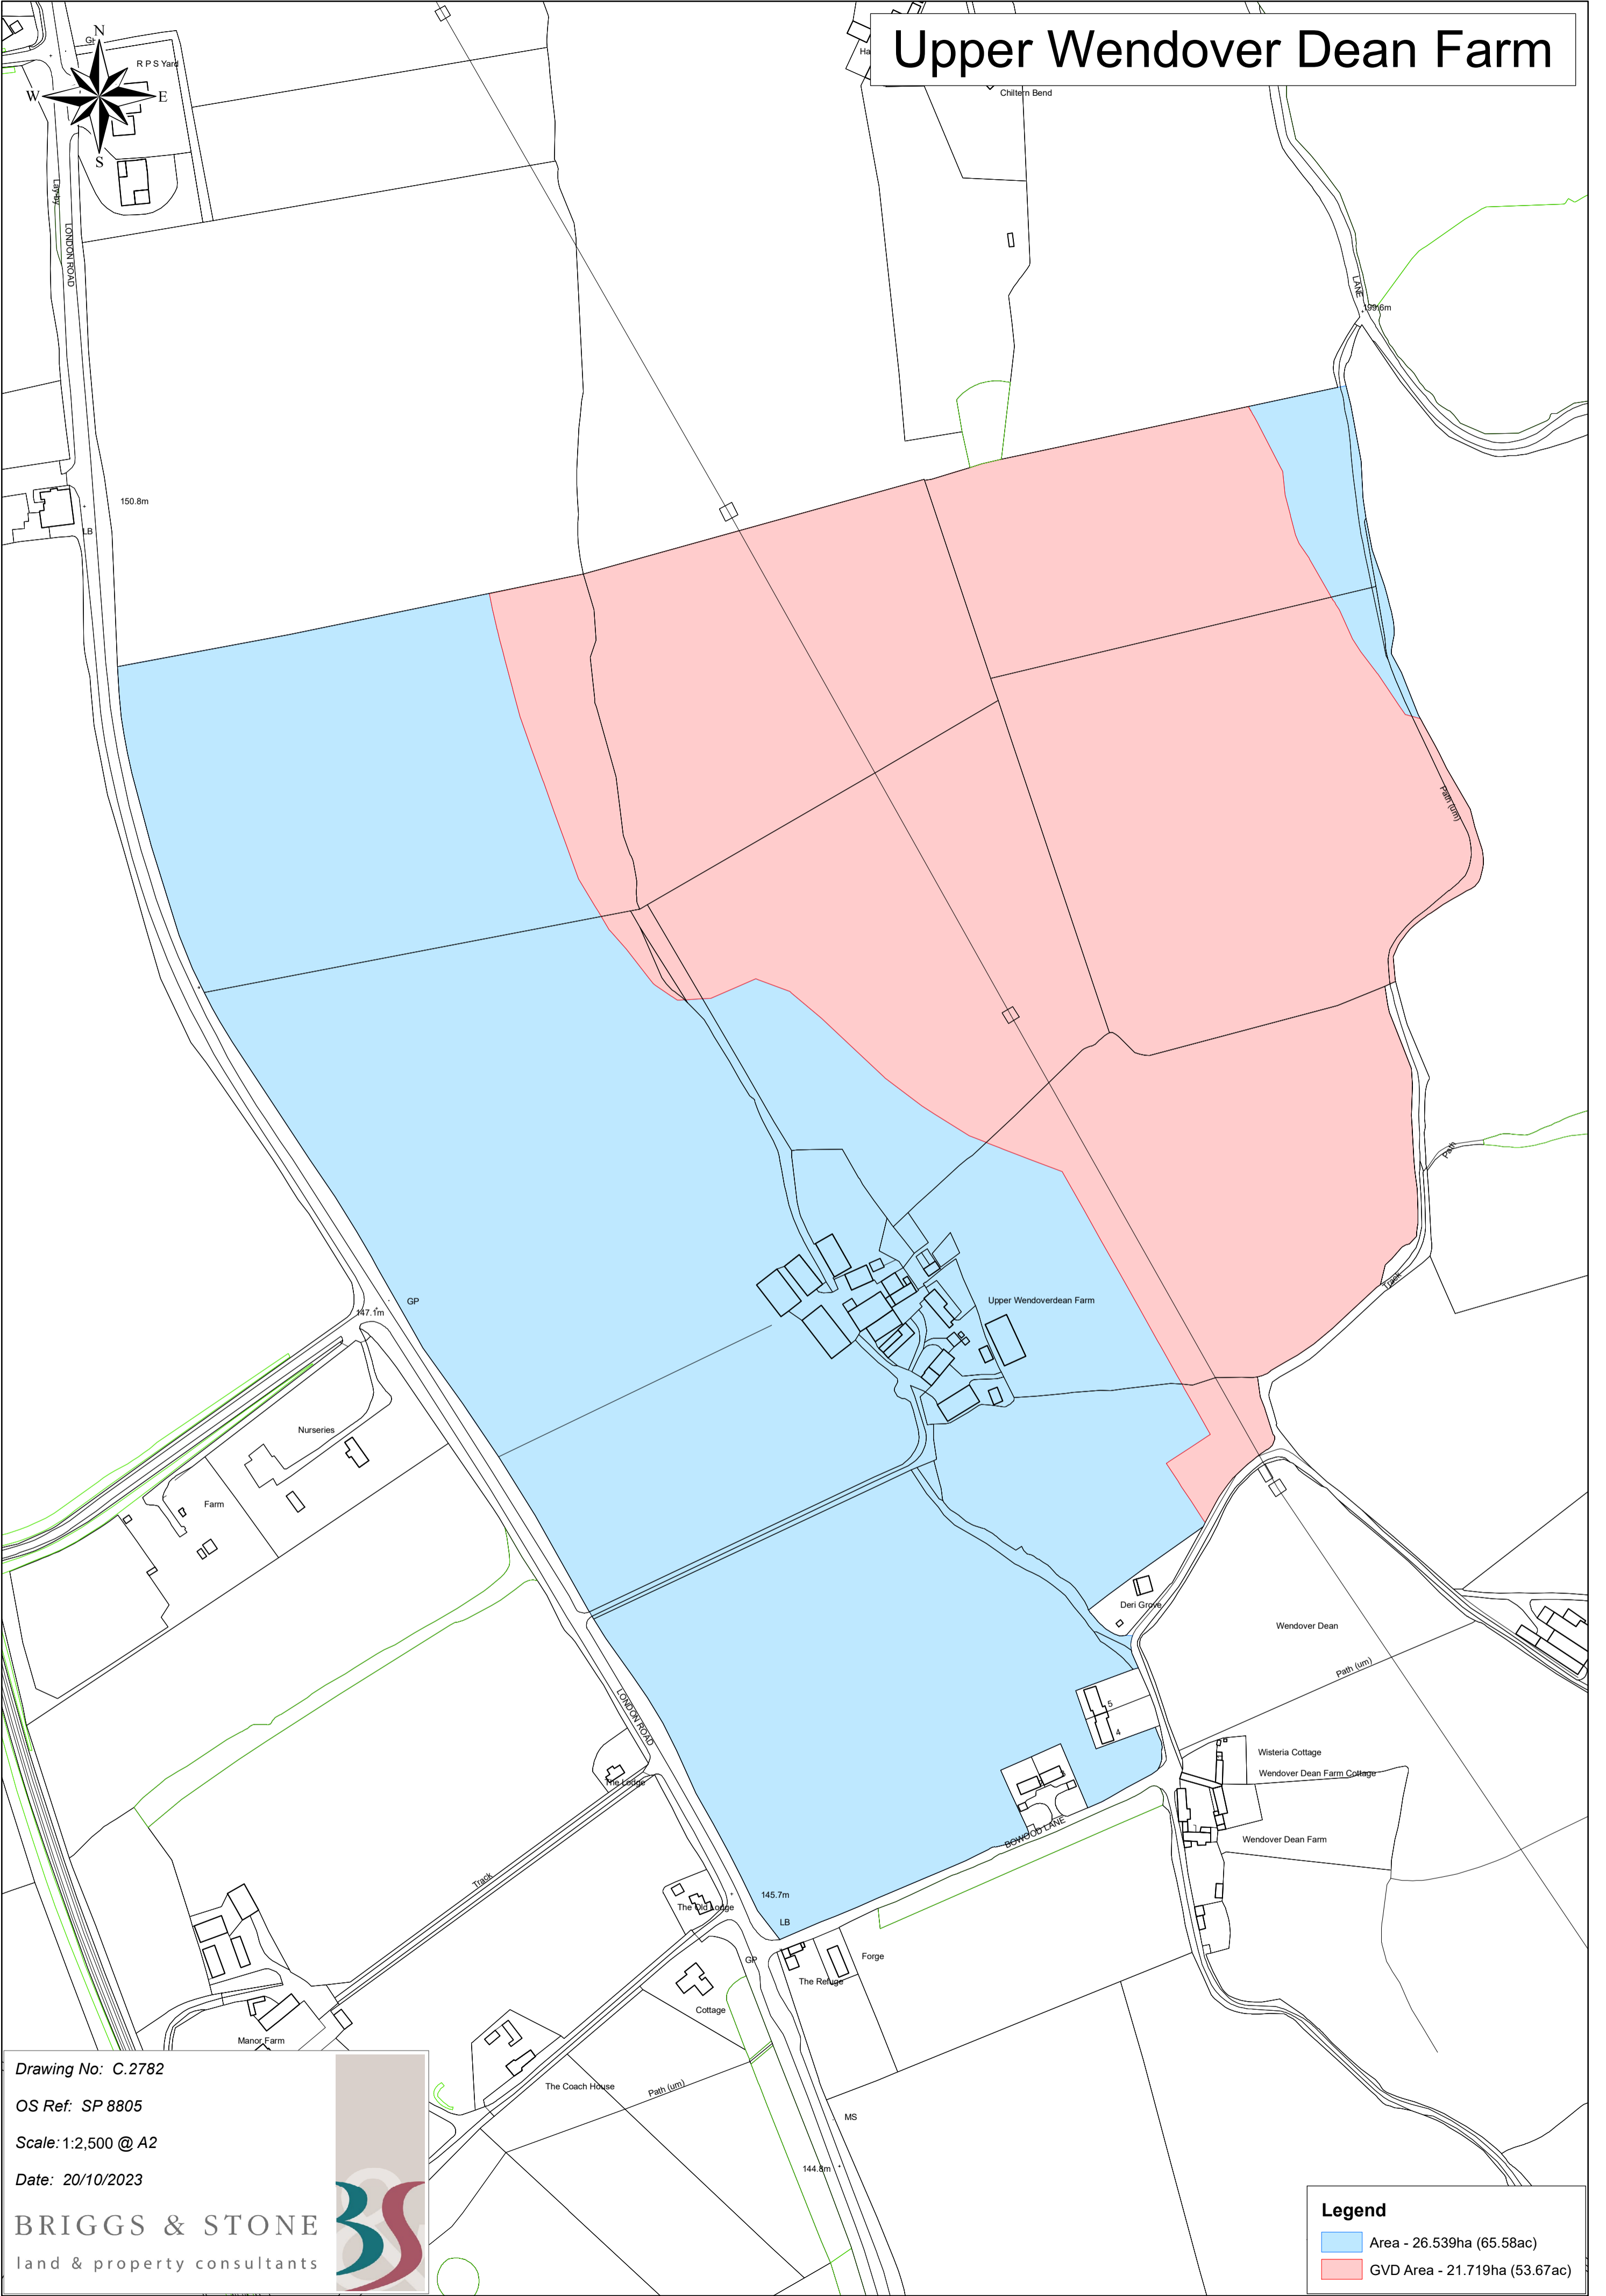 Upper Wendover Dean Farm
N
W
E
S
R P S Yard
Chiltern Bend
Lay-by
LONDON ROAD
LANE
199.6m
150.8m
LB
Path (um)
Path
Track
GP
147.1m
Upper Wendoverdean Farm
Nurseries
Farm
Deri Grove
Wendover Dean
Path (um)
LONDON ROAD
5
4
The Lodge
Wisteria Cottage
Wendover Dean Farm Cottage
BOWOOD LANE
Wendover Dean Farm
Track
The Old Lodge
145.7m
LB
GP
Forge
The Refuge
Cottage
Manor Farm
The Coach House
Path (um)
MS
144.8m
Drawing No: C.2782
OS Ref: SP 8805
Scale: 1:2,500 @ A2
Date: 20/10/2023
BRIGGS & STONE
land & property consultants
BS
Legend
Area - 26.539ha (65.58ac)
GVD Area - 21.719ha (53.67ac)